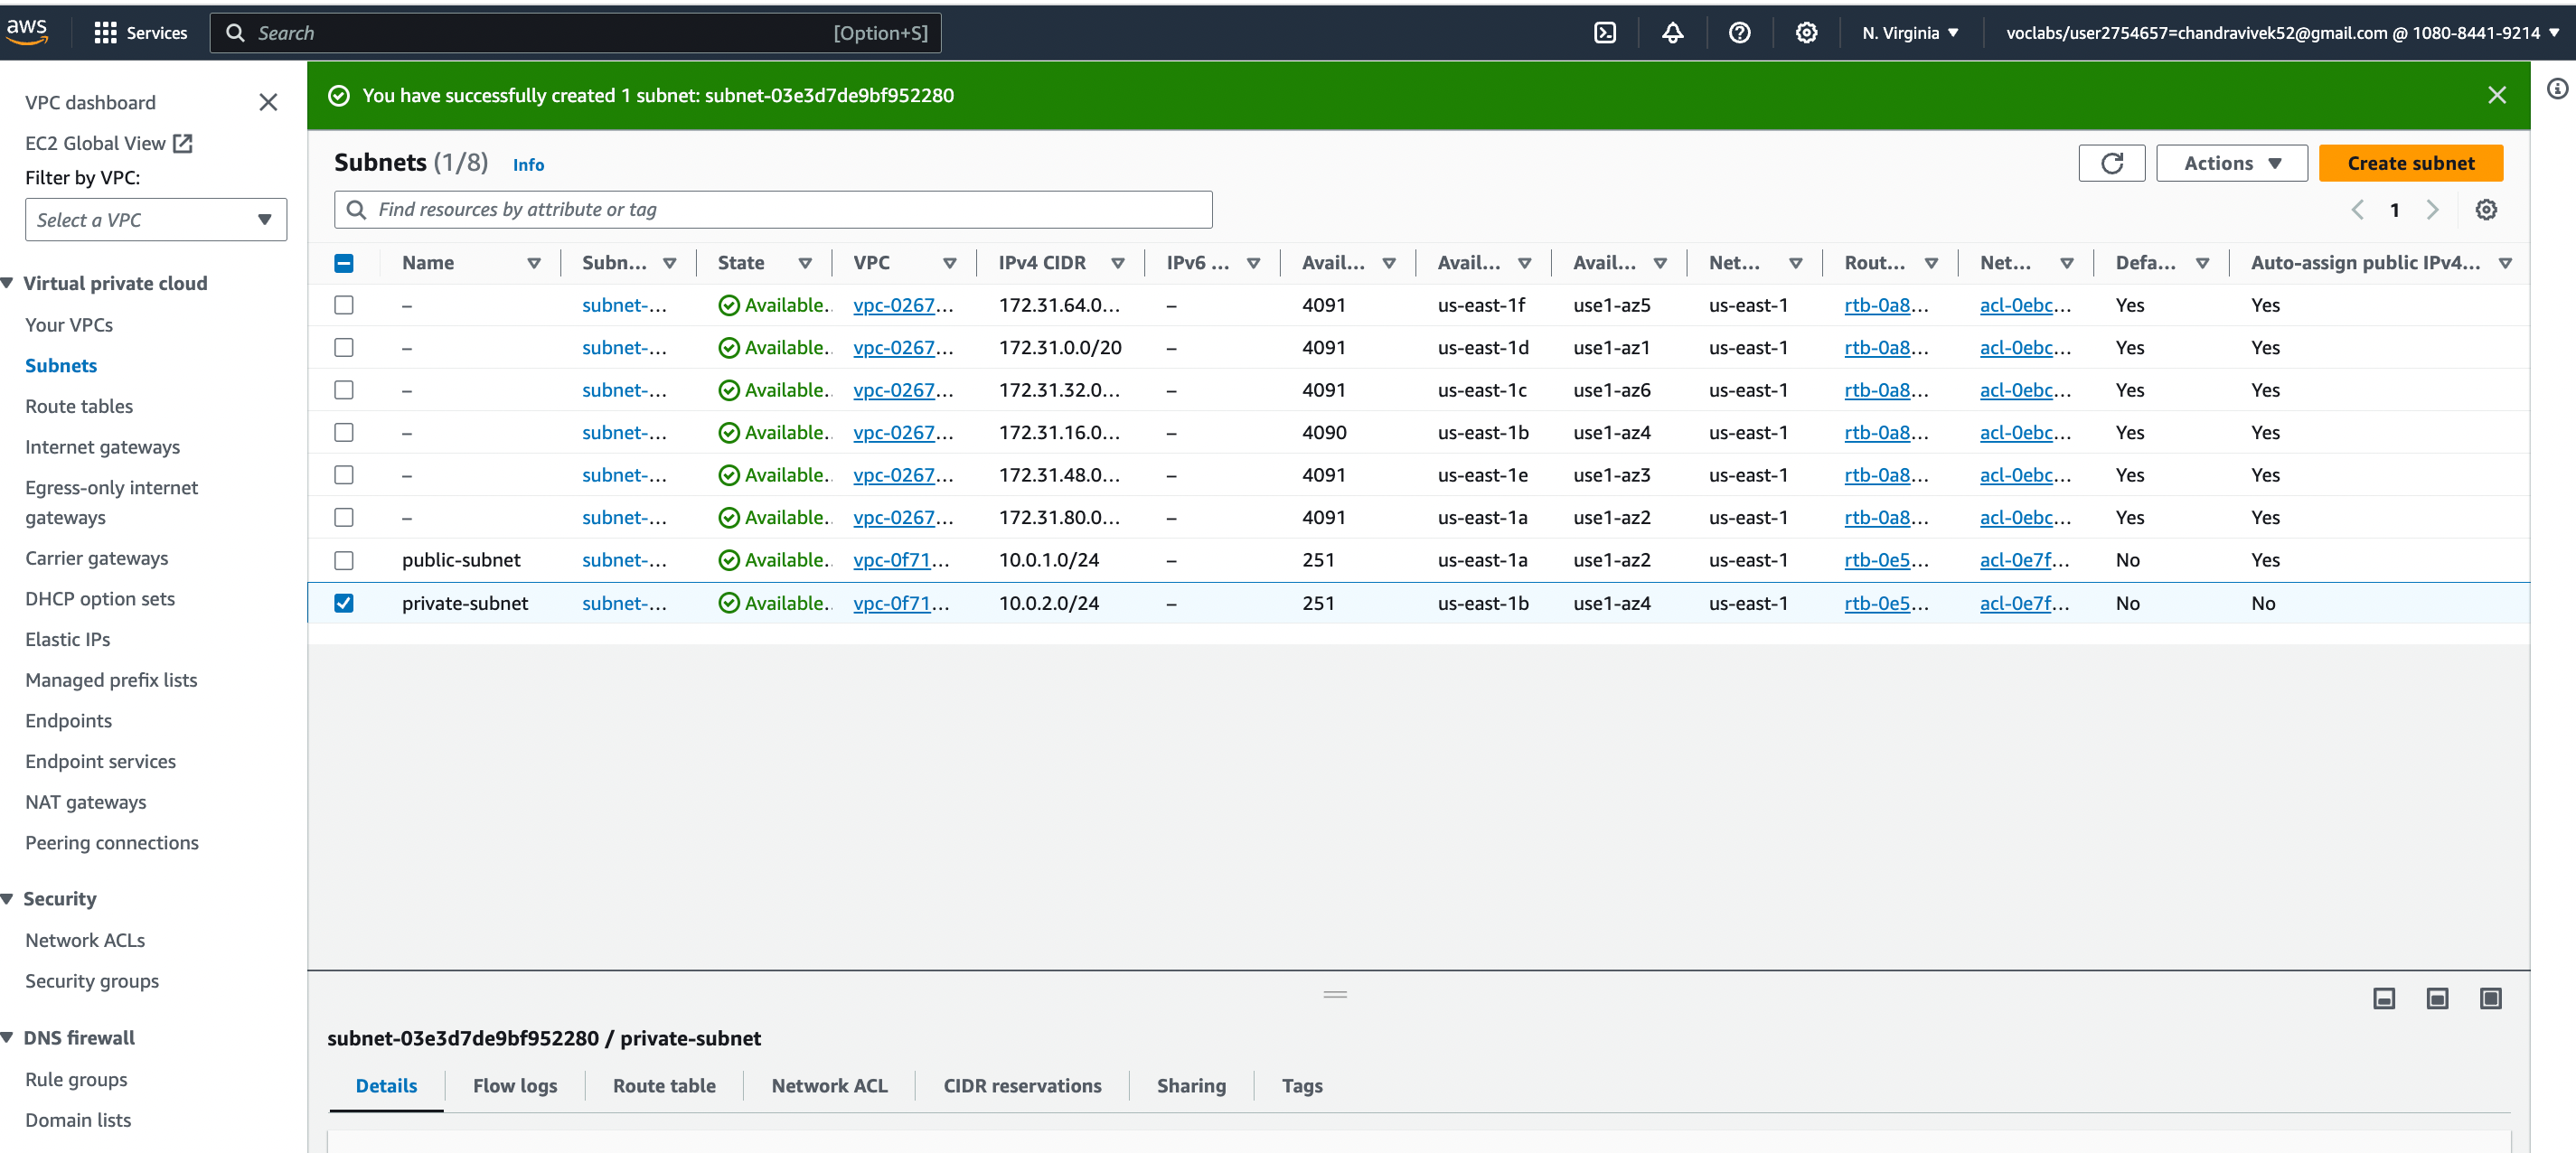 aws Services Search [Option+S] N. Virginia voclabs/user2754657=chandravivek52@gmail.com @ 1080-8441-9214
VPC dashboard
EC2 Global View
Filter by VPC:
Select a VPC
Virtual private cloud
Your VPCs
Subnets
Route tables
Internet gateways
Egress-only internet
gateways
Carrier gateways
DHCP option sets
Elastic IPs
Managed prefix lists
Endpoints
Endpoint services
NAT gateways
Peering connections
Security
Network ACLs
Security groups
DNS firewall
Rule groups
Domain lists
You have successfully created 1 subnet: subnet-03e3d7de9bf952280
Subnets (1/8) Info Actions Create subnet
Find resources by attribute or tag 1
Name Subn... State VPC IPv4 CIDR IPv6 ... Avail... Avail... Avail... Net... Rout... Net... Defa... Auto-assign public IPv4...
– subnet-... Available. vpc-0267... 172.31.64.0... – 4091 us-east-1f use1-az5 us-east-1 rtb-0a8... acl-0ebc... Yes Yes
– subnet-... Available. vpc-0267... 172.31.0.0/20 – 4091 us-east-1d use1-az1 us-east-1 rtb-0a8... acl-0ebc... Yes Yes
– subnet-... Available. vpc-0267... 172.31.32.0... – 4091 us-east-1c use1-az6 us-east-1 rtb-0a8... acl-0ebc... Yes Yes
– subnet-... Available. vpc-0267... 172.31.16.0... – 4090 us-east-1b use1-az4 us-east-1 rtb-0a8... acl-0ebc... Yes Yes
– subnet-... Available. vpc-0267... 172.31.48.0... – 4091 us-east-1e use1-az3 us-east-1 rtb-0a8... acl-0ebc... Yes Yes
– subnet-... Available. vpc-0267... 172.31.80.0... – 4091 us-east-1a use1-az2 us-east-1 rtb-0a8... acl-0ebc... Yes Yes
public-subnet subnet-... Available. vpc-0f71... 10.0.1.0/24 – 251 us-east-1a use1-az2 us-east-1 rtb-0e5... acl-0e7f... No Yes
private-subnet subnet-... Available. vpc-0f71... 10.0.2.0/24 – 251 us-east-1b use1-az4 us-east-1 rtb-0e5... acl-0e7f... No No
subnet-03e3d7de9bf952280 / private-subnet
Details Flow logs Route table Network ACL CIDR reservations Sharing Tags